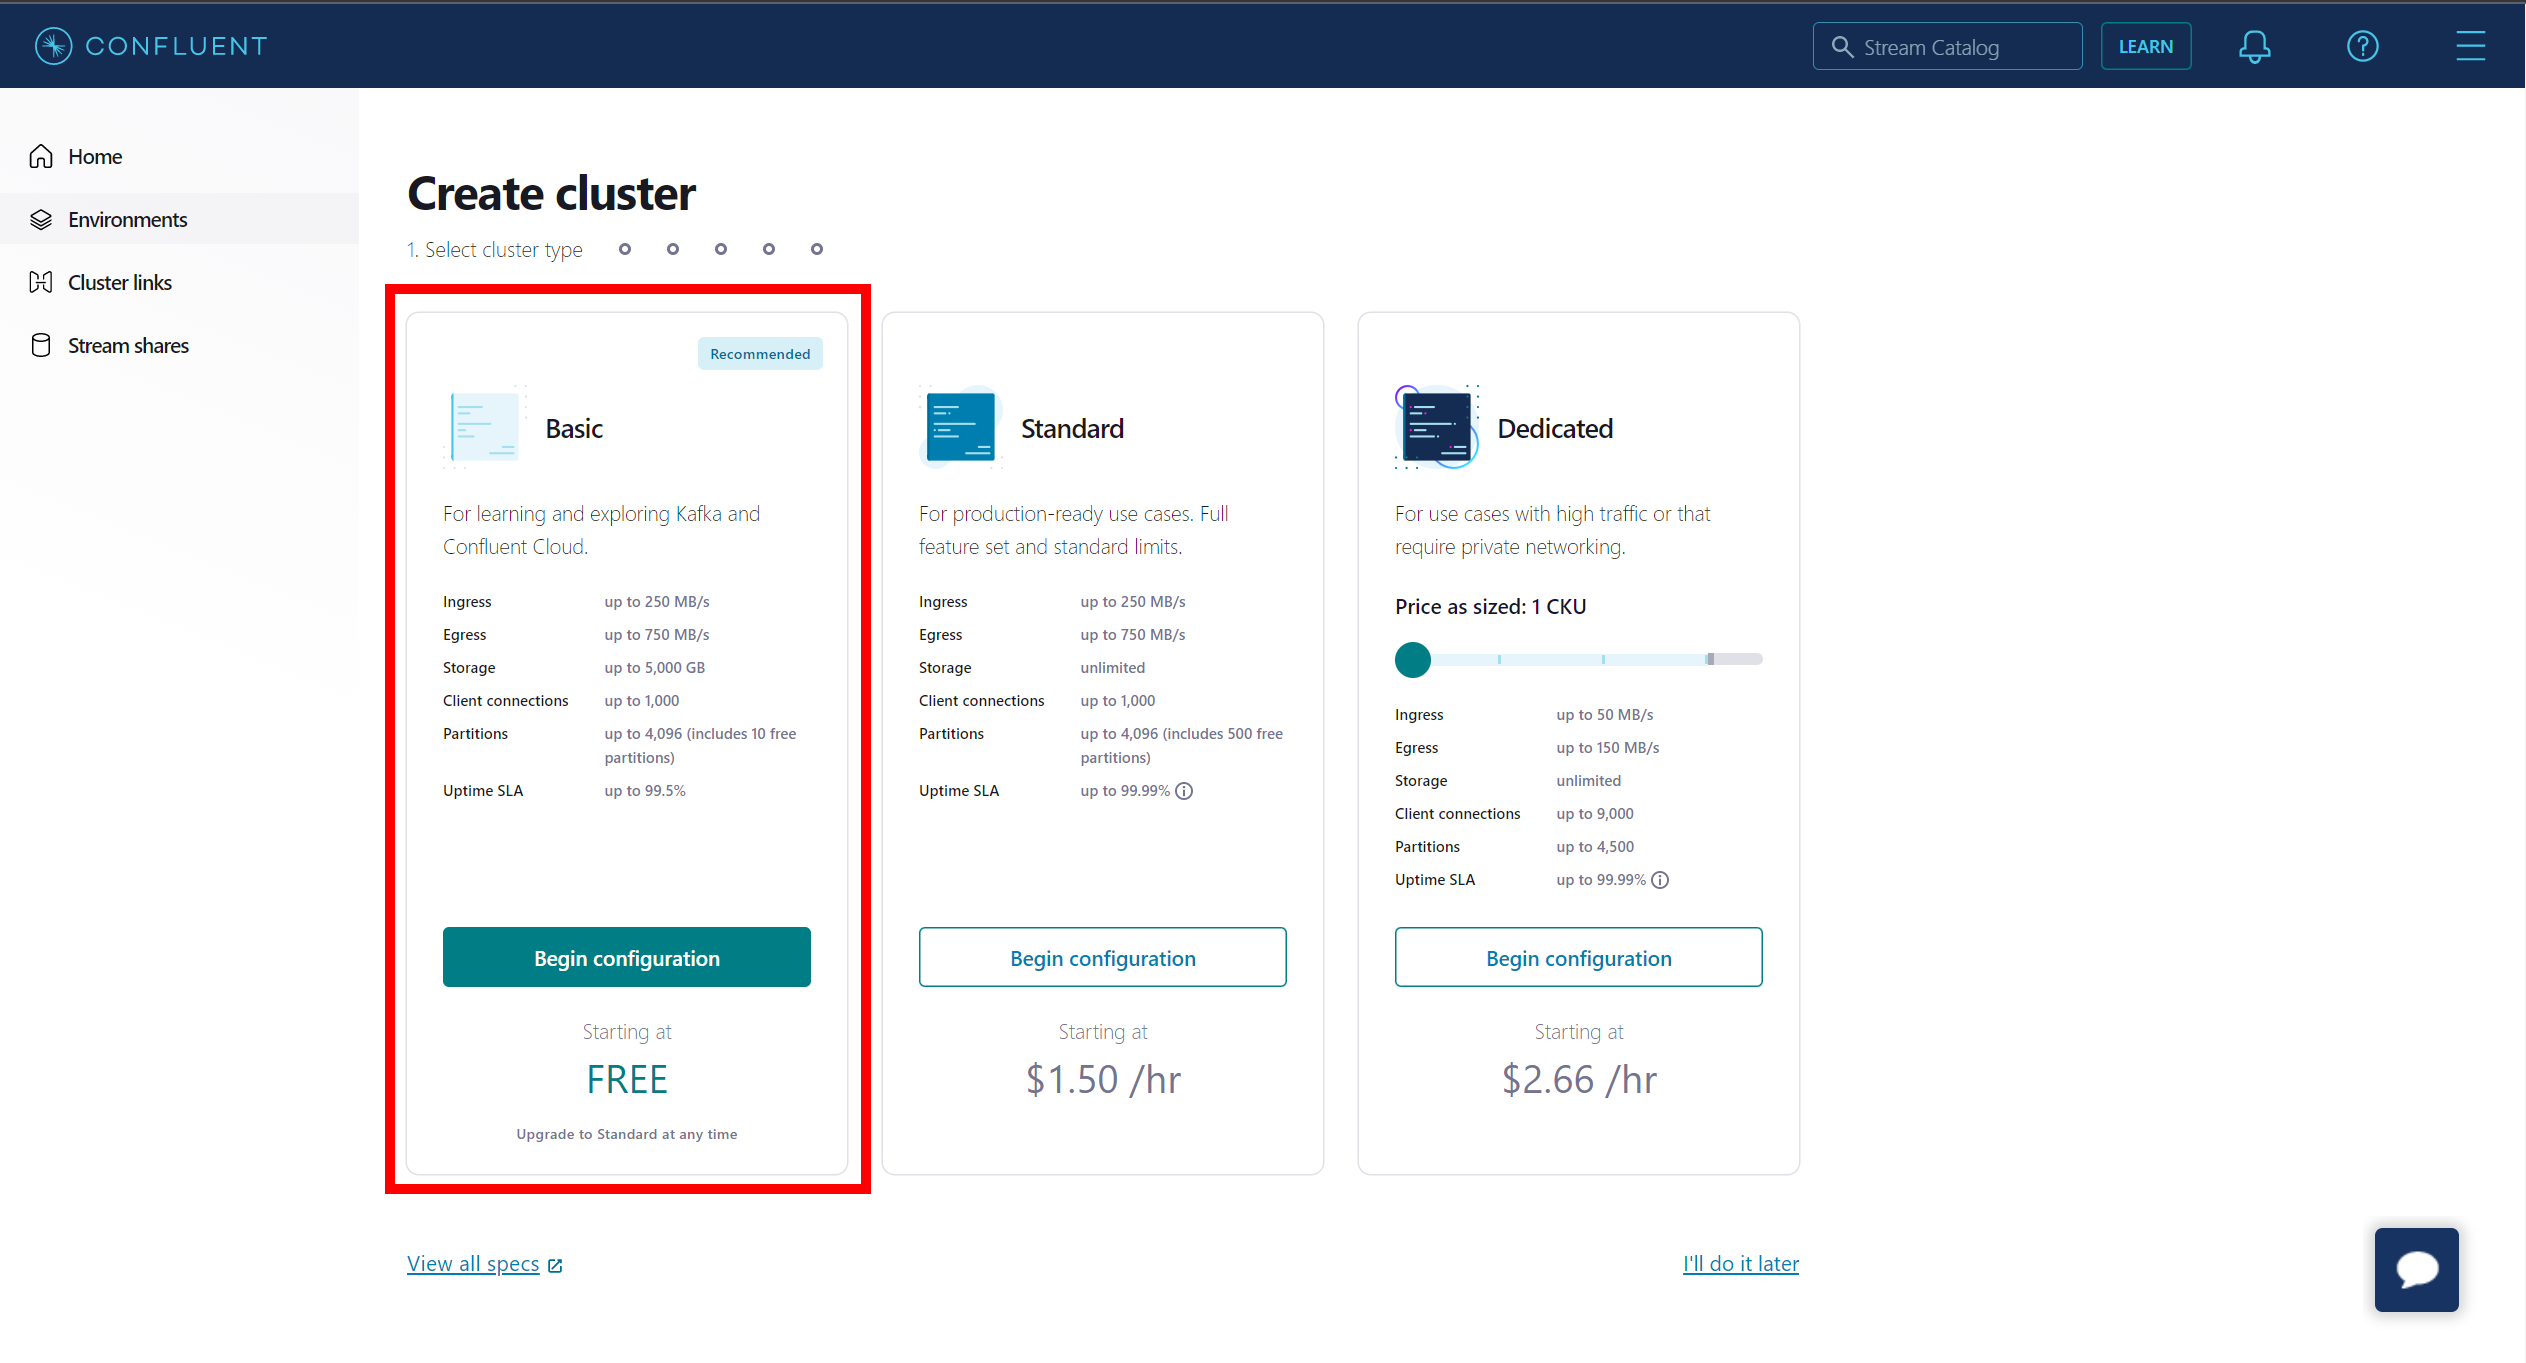 CONFLUENT
Stream Catalog
LEARN
Home
Environments
Cluster links
Stream shares
Create cluster
1. Select cluster type
Recommended
Basic
For learning and exploring Kafka and
Confluent Cloud.
Ingress up to 250 MB/s
Egress up to 750 MB/s
Storage up to 5,000 GB
Client connections up to 1,000
Partitions up to 4,096 (includes 10 free
partitions)
Uptime SLA up to 99.5%
Begin configuration
Starting at
FREE
Upgrade to Standard at any time
Standard
For production-ready use cases. Full
feature set and standard limits.
Ingress up to 250 MB/s
Egress up to 750 MB/s
Storage unlimited
Client connections up to 1,000
Partitions up to 4,096 (includes 500 free
partitions)
Uptime SLA up to 99.99%
Begin configuration
Starting at
$1.50 /hr
Dedicated
For use cases with high traffic or that
require private networking.
Price as sized: 1 CKU
Ingress up to 50 MB/s
Egress up to 150 MB/s
Storage unlimited
Client connections up to 9,000
Partitions up to 4,500
Uptime SLA up to 99.99%
Begin configuration
Starting at
$2.66 /hr
View all specs
I'll do it later